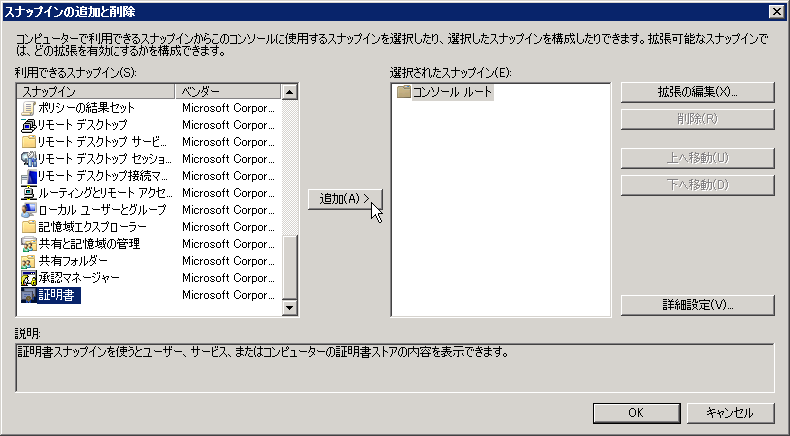 スナップインの追加と削除
コンピューターで利用できるスナップインからこのコンソールに使用するスナップインを選択したり、選択したスナップインを構成したりできます。拡張可能なスナップインで
は、どの拡張を有効にするかを構成できます。
利用できるスナップイン(S):
選択されたスナップイン(E):
スナップイン ベンダー
ポリシーの結果セット Microsoft Corpor...
リモート デスクトップ Microsoft Corpor...
リモート デスクトップ サービ... Microsoft Corpor...
リモート デスクトップ セッショ... Microsoft Corpor...
リモート デスクトップ接続マ... Microsoft Corpor...
ルーティングとリモート アクセ... Microsoft Corpor...
ローカル ユーザーとグループ Microsoft Corpor...
記憶域エクスプローラー Microsoft Corpor...
共有と記憶域の管理 Microsoft Corpor...
共有フォルダー Microsoft Corpor...
承認マネージャー Microsoft Corpor...
証明書 Microsoft Corpor...
追加(A) >
コンソール ルート
拡張の編集(X)...
削除(R)
上へ移動(U)
下へ移動(D)
詳細設定(V)...
説明:
証明書スナップインを使うとユーザー、サービス、またはコンピューターの証明書ストアの内容を表示できます。
OK
キャンセル